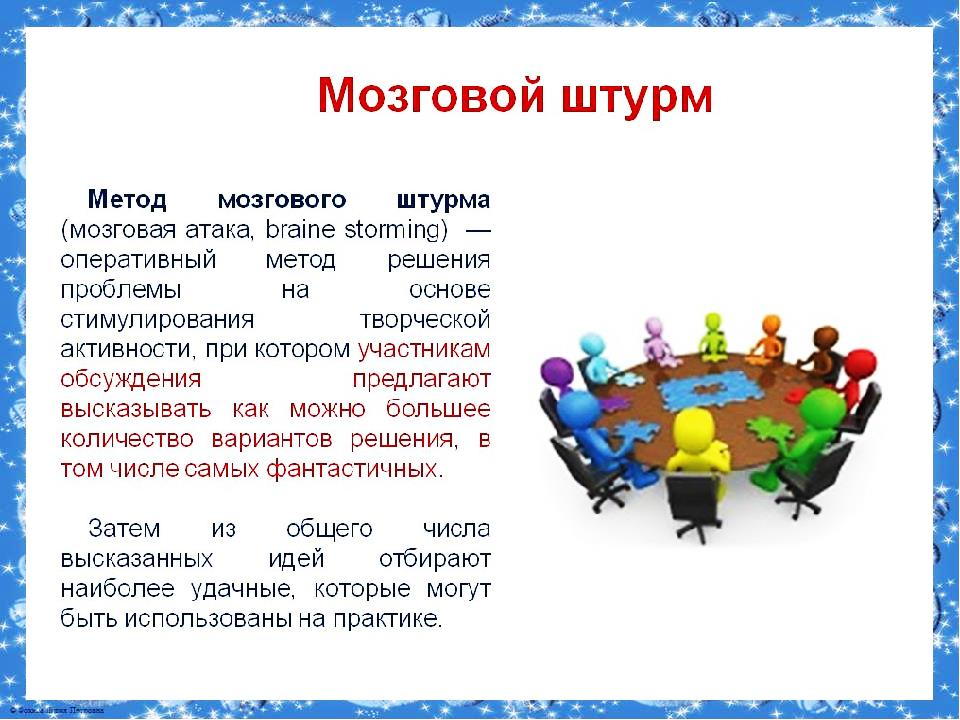 Мозговой штурм
Метод мозгового штурма
(мозговая атака, braine storming) —
оперативный метод решения
проблемы на основе
стимулирования творческой
активности, при котором участникам
обсуждения предлагают
высказывать как можно большее
количество вариантов решения, в
том числе самых фантастичных.
Затем из общего числа
высказанных идей отбирают
наиболее удачные, которые могут
быть использованы на практике.